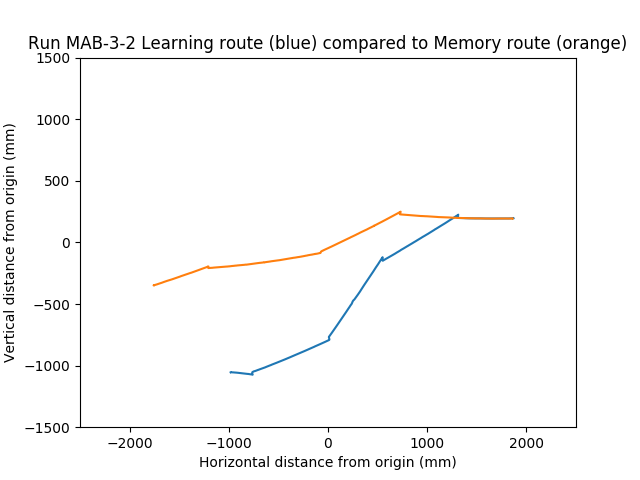 Run MAB-3-2 Learning route (blue) compared to Memory route (orange)
1500
1000
500
0
−500
−1000
−1500
Vertical distance from origin (mm)
−2000 −1000 0 1000 2000
Horizontal distance from origin (mm)